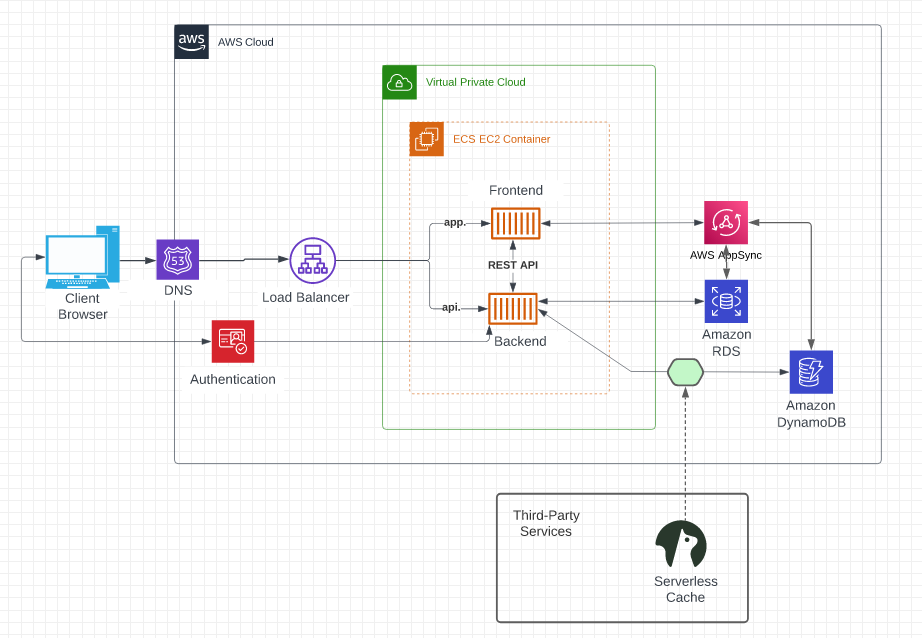 aws
AWS Cloud
Virtual Private Cloud
ECS EC2 Container
Frontend
app.
AWS AppSync
53
REST API
DNS
Client
Browser
Load Balancer
api.
Backend
Amazon
RDS
Authentication
Amazon
DynamoDB
Third-Party
Services
Serverless
Cache